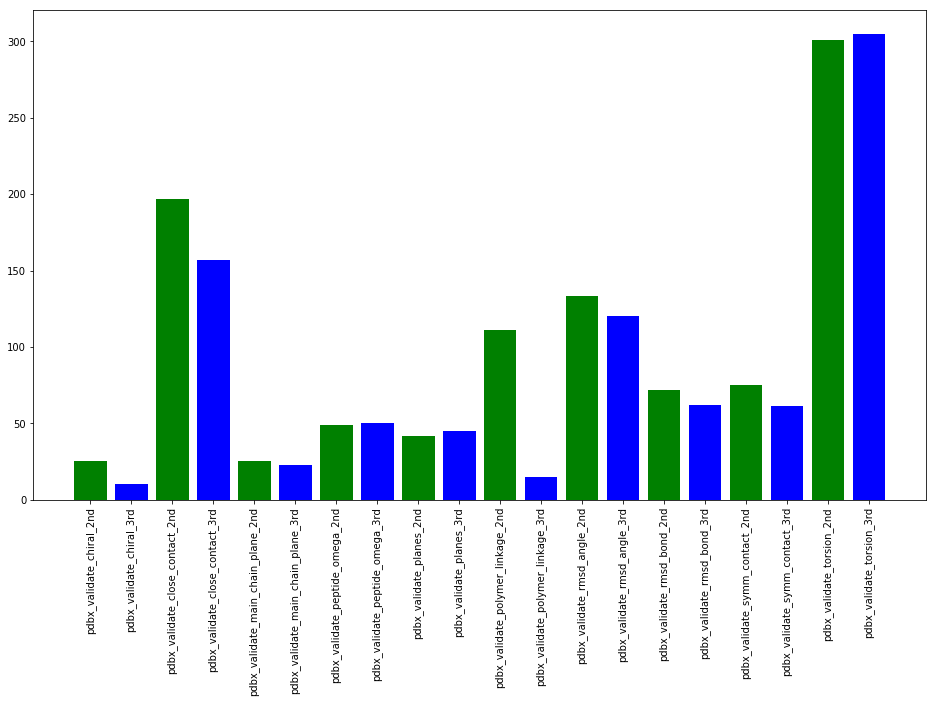 300
250
200
150
100
50
0
pdbx_validate_chiral_2nd
pdbx_validate_chiral_3rd
pdbx_validate_close_contact_2nd
pdbx_validate_close_contact_3rd
pdbx_validate_main_chain_plane_2nd
pdbx_validate_main_chain_plane_3rd
pdbx_validate_peptide_omega_2nd
pdbx_validate_peptide_omega_3rd
pdbx_validate_planes_2nd
pdbx_validate_planes_3rd
pdbx_validate_polymer_linkage_2nd
pdbx_validate_polymer_linkage_3rd
pdbx_validate_rmsd_angle_2nd
pdbx_validate_rmsd_angle_3rd
pdbx_validate_rmsd_bond_2nd
pdbx_validate_rmsd_bond_3rd
pdbx_validate_symm_contact_2nd
pdbx_validate_symm_contact_3rd
pdbx_validate_torsion_2nd
pdbx_validate_torsion_3rd